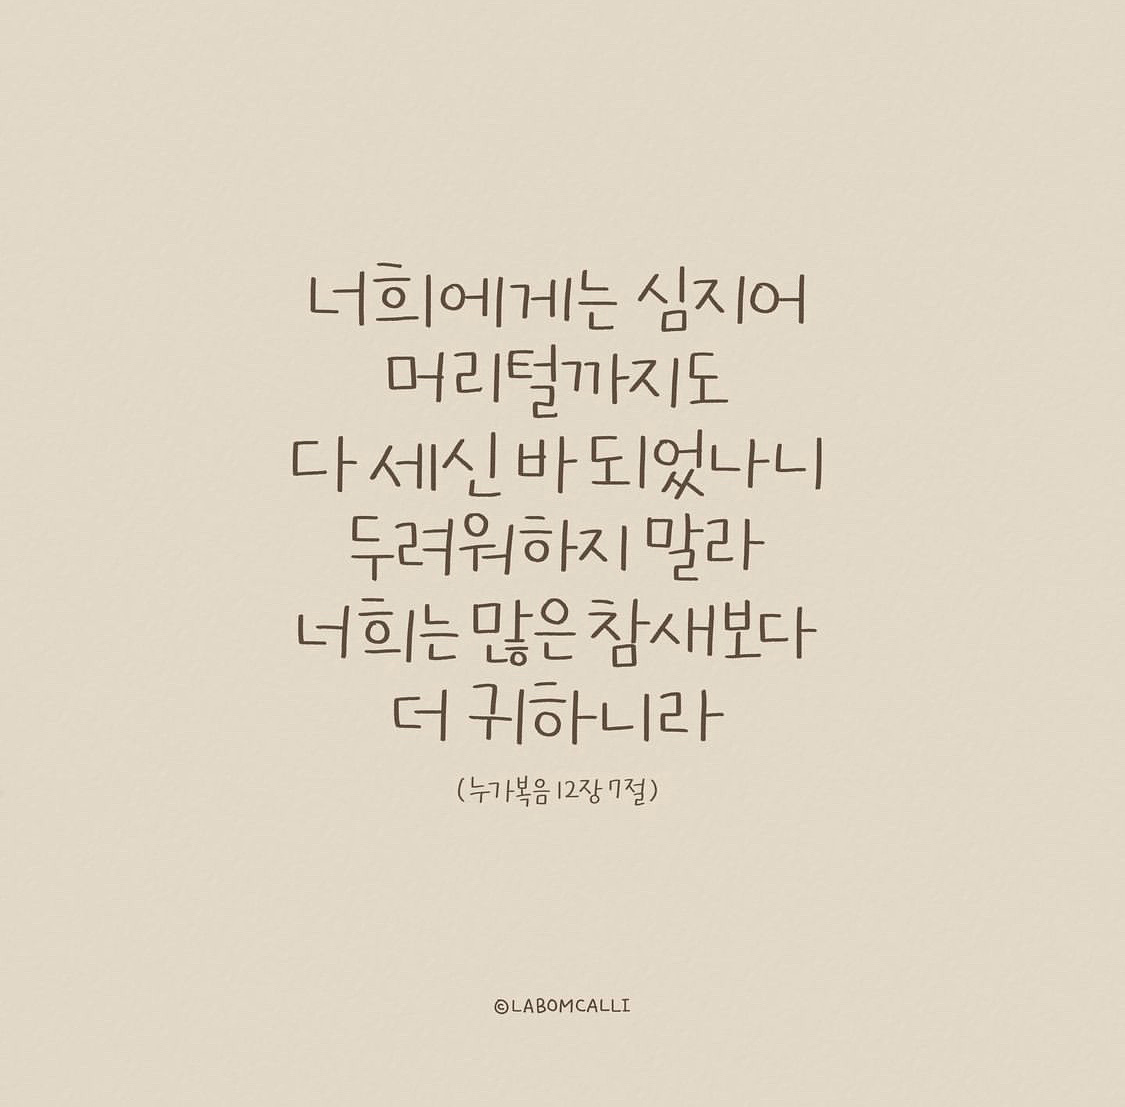 너희에게는 심지어
머리털까지도
다 세신 바 되었나니
두려워하지 말라
너희는 많은 참새보다
더 귀하니라
(누가복음 12장 7절)
©LABOMCALLI